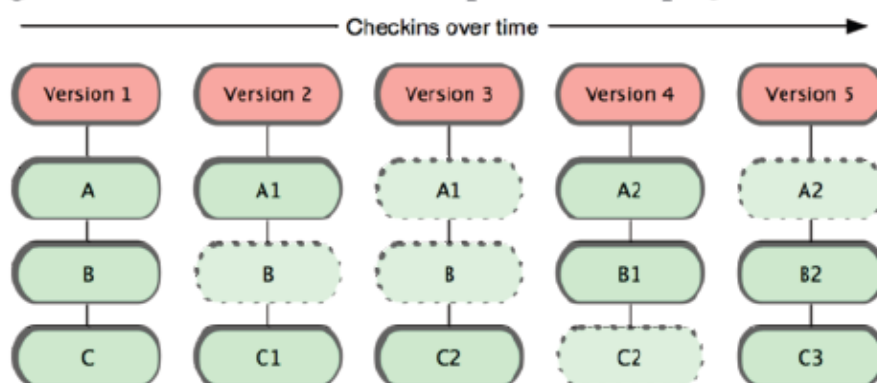 Checkins over time
Version 1 Version 2 Version 3 Version 4 Version 5
A A1 A1 A2 A2
B B B B1 B2
C C1 C2 C2 C3